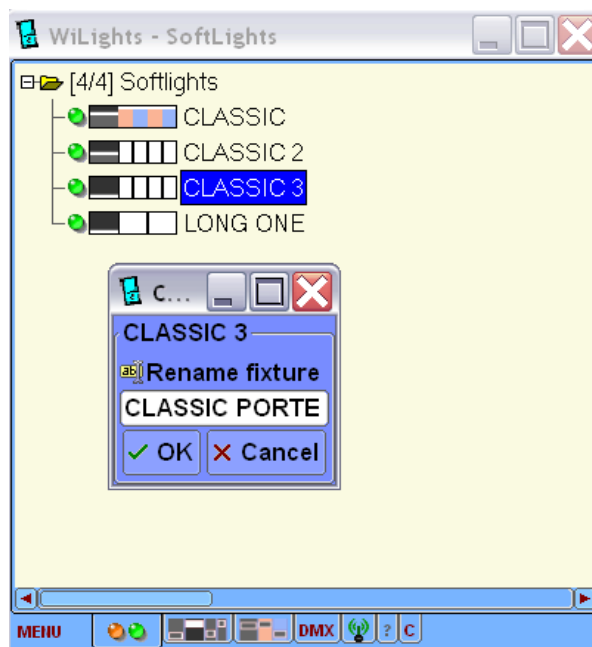 WiLights - SoftLights
[4/4] Softlights
CLASSIC
CLASSIC 2
CLASSIC 3
LONG ONE
C...
CLASSIC 3
ab Rename fixture
CLASSIC PORTE
OK Cancel
MENU DMX ? C